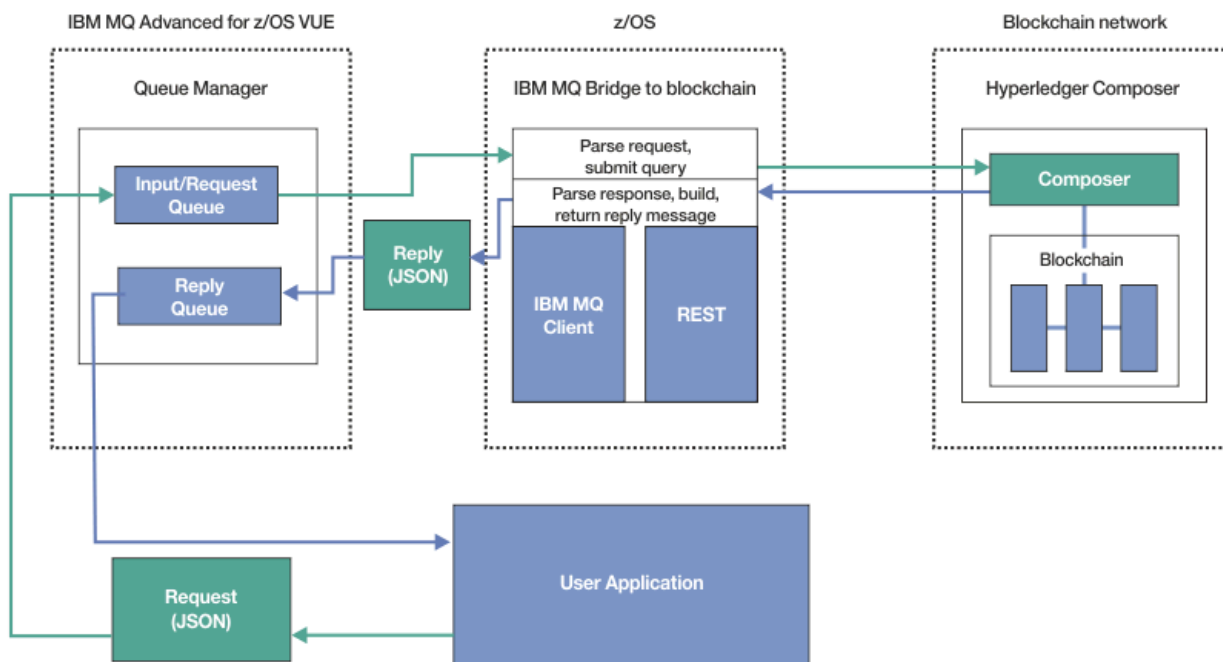 IBM MQ Advanced for z/OS VUE
z/OS
Blockchain network
Queue Manager
IBM MQ Bridge to blockchain
Hyperledger Composer
Input/Request
Queue
Reply
Queue
Reply
(JSON)
Parse request,
submit query
Parse response, build,
return reply message
IBM MQ
Client
REST
Composer
Blockchain
Request
(JSON)
User Application